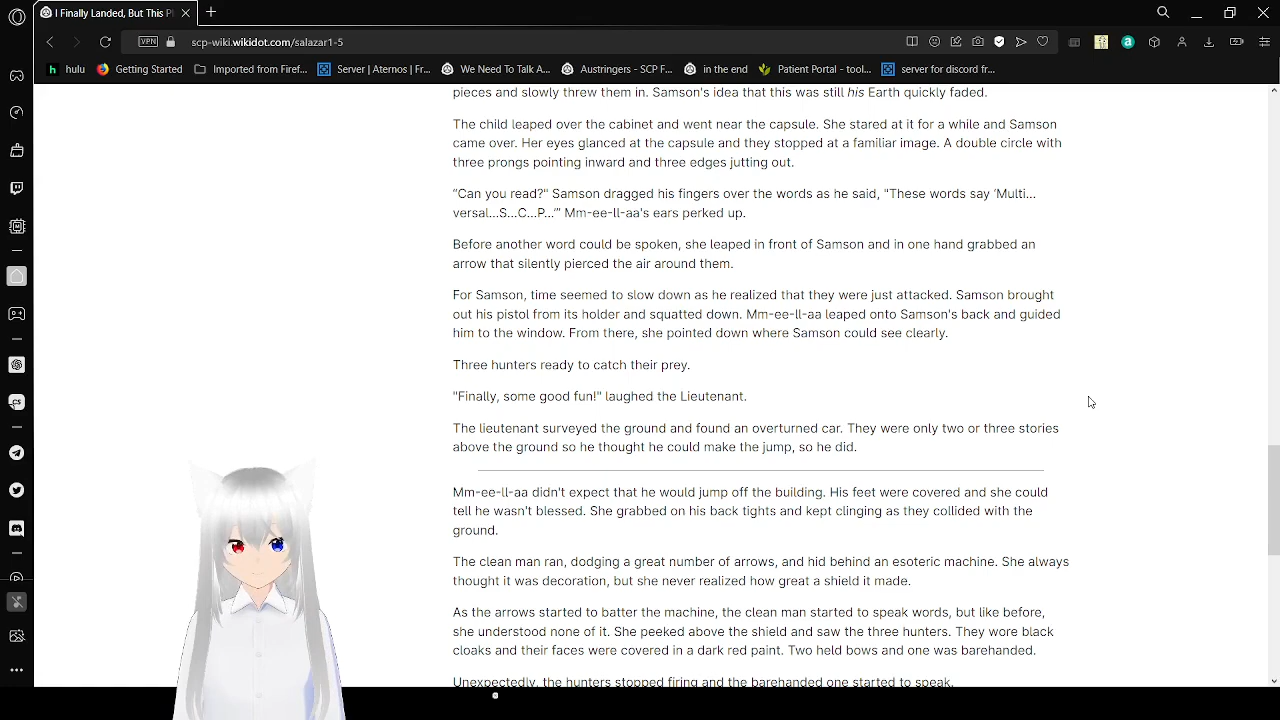 I Finally Landed, But This Pl
VPN
scp-wiki.wikidot.com/salazar1-5
hulu
Getting Started
Imported from Firef...
Server | Aternos | Fr...
We Need To Talk A...
Austringers - SCP F...
in the end
Patient Portal - tool...
server for discord fr...
pieces and slowly threw them in. Samson's idea that this was still his Earth quickly faded.
The child leaped over the cabinet and went near the capsule. She stared at it for a while and Samson
came over. Her eyes glanced at the capsule and they stopped at a familiar image. A double circle with
three prongs pointing inward and three edges jutting out.
“Can you read?" Samson dragged his fingers over the words as he said, "These words say ‘Multi...
versal...S...C...P...’” Mm-ee-ll-aa's ears perked up.
Before another word could be spoken, she leaped in front of Samson and in one hand grabbed an
arrow that silently pierced the air around them.
For Samson, time seemed to slow down as he realized that they were just attacked. Samson brought
out his pistol from its holder and squatted down. Mm-ee-ll-aa leaped onto Samson's back and guided
him to the window. From there, she pointed down where Samson could see clearly.
Three hunters ready to catch their prey.
"Finally, some good fun!" laughed the Lieutenant.
The lieutenant surveyed the ground and found an overturned car. They were only two or three stories
above the ground so he thought he could make the jump, so he did.
Mm-ee-ll-aa didn't expect that he would jump off the building. His feet were covered and she could
tell he wasn't blessed. She grabbed on his back tights and kept clinging as they collided with the
ground.
The clean man ran, dodging a great number of arrows, and hid behind an esoteric machine. She always
thought it was decoration, but she never realized how great a shield it made.
As the arrows started to batter the machine, the clean man started to speak words, but like before,
she understood none of it. She peeked above the shield and saw the three hunters. They wore black
cloaks and their faces were covered in a dark red paint. Two held bows and one was barehanded.
Unexpectedly, the hunters stopped firing and the barehanded one started to speak.